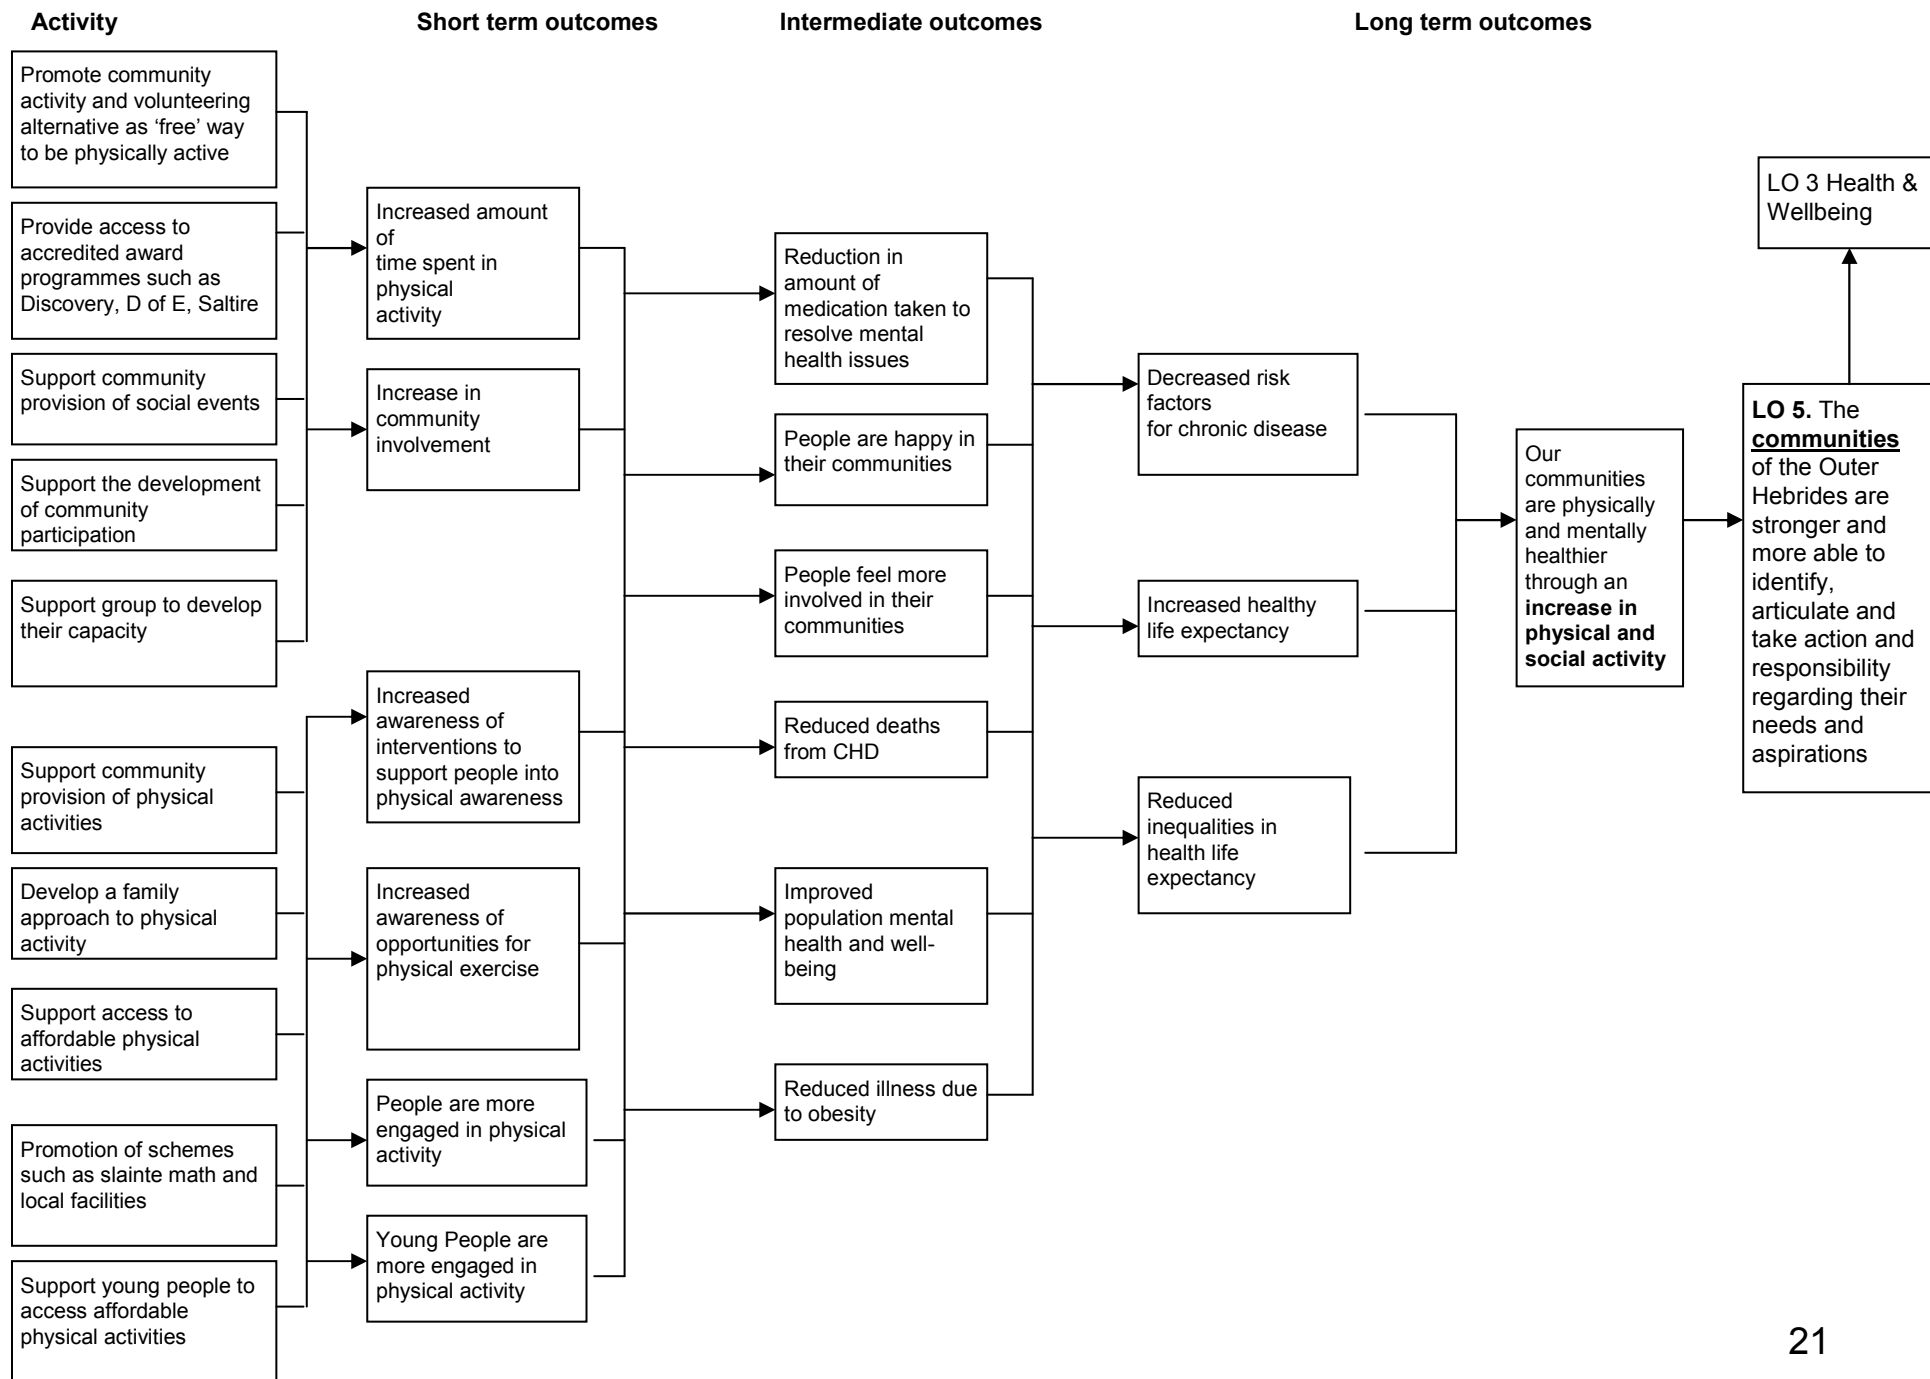 Activity
Short term outcomes
Intermediate outcomes
Long term outcomes
Promote community
activity and volunteering
alternative as ‘free’ way
to be physically active
Provide access to
accredited award
programmes such as
Discovery, D of E, Saltire
Support community
provision of social events
Support the development
of community
participation
Support group to develop
their capacity
Support community
provision of physical
activities
Develop a family
approach to physical
activity
Support access to
affordable physical
activities
Promotion of schemes
such as slainte math and
local facilities
Support young people to
access affordable
physical activities
Increased amount
of
time spent in
physical
activity
Increase in
community
involvement
Increased
awareness of
interventions to
support people into
physical awareness
Increased
awareness of
opportunities for
physical exercise
People are more
engaged in physical
activity
Young People are
more engaged in
physical activity
Reduction in
amount of
medication taken to
resolve mental
health issues
People are happy in
their communities
People feel more
involved in their
communities
Reduced deaths
from CHD
Improved
population mental
health and well-
being
Reduced illness due
to obesity
Decreased risk
factors
for chronic disease
Increased healthy
life expectancy
Reduced
inequalities in
health life
expectancy
Our
communities
are physically
and mentally
healthier
through an
increase in
physical and
social activity
LO 3 Health &
Wellbeing
LO 5. The
communities
of the Outer
Hebrides are
stronger and
more able to
identify,
articulate and
take action and
responsibility
regarding their
needs and
aspirations
21